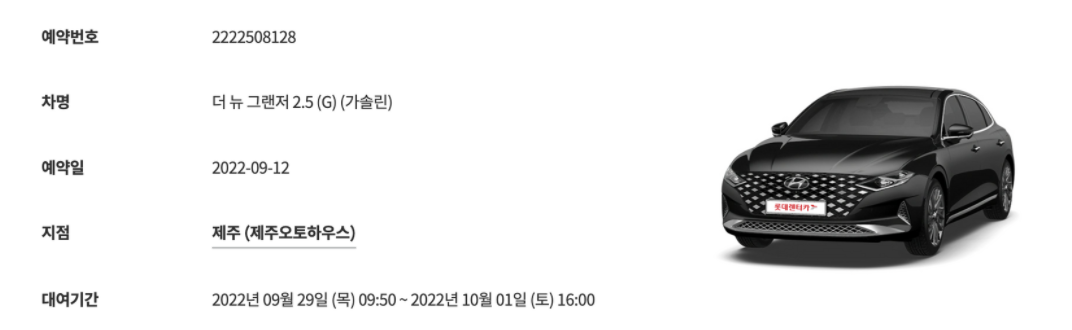 예약번호 2222508128
차명 더 뉴 그랜저 2.5 (G) (가솔린)
롯데렌터카
예약일 2022-09-12
지점 제주 (제주오토하우스)
대여기간 2022년 09월 29일 (목) 09:50 ~ 2022년 10월 01일 (토) 16:00